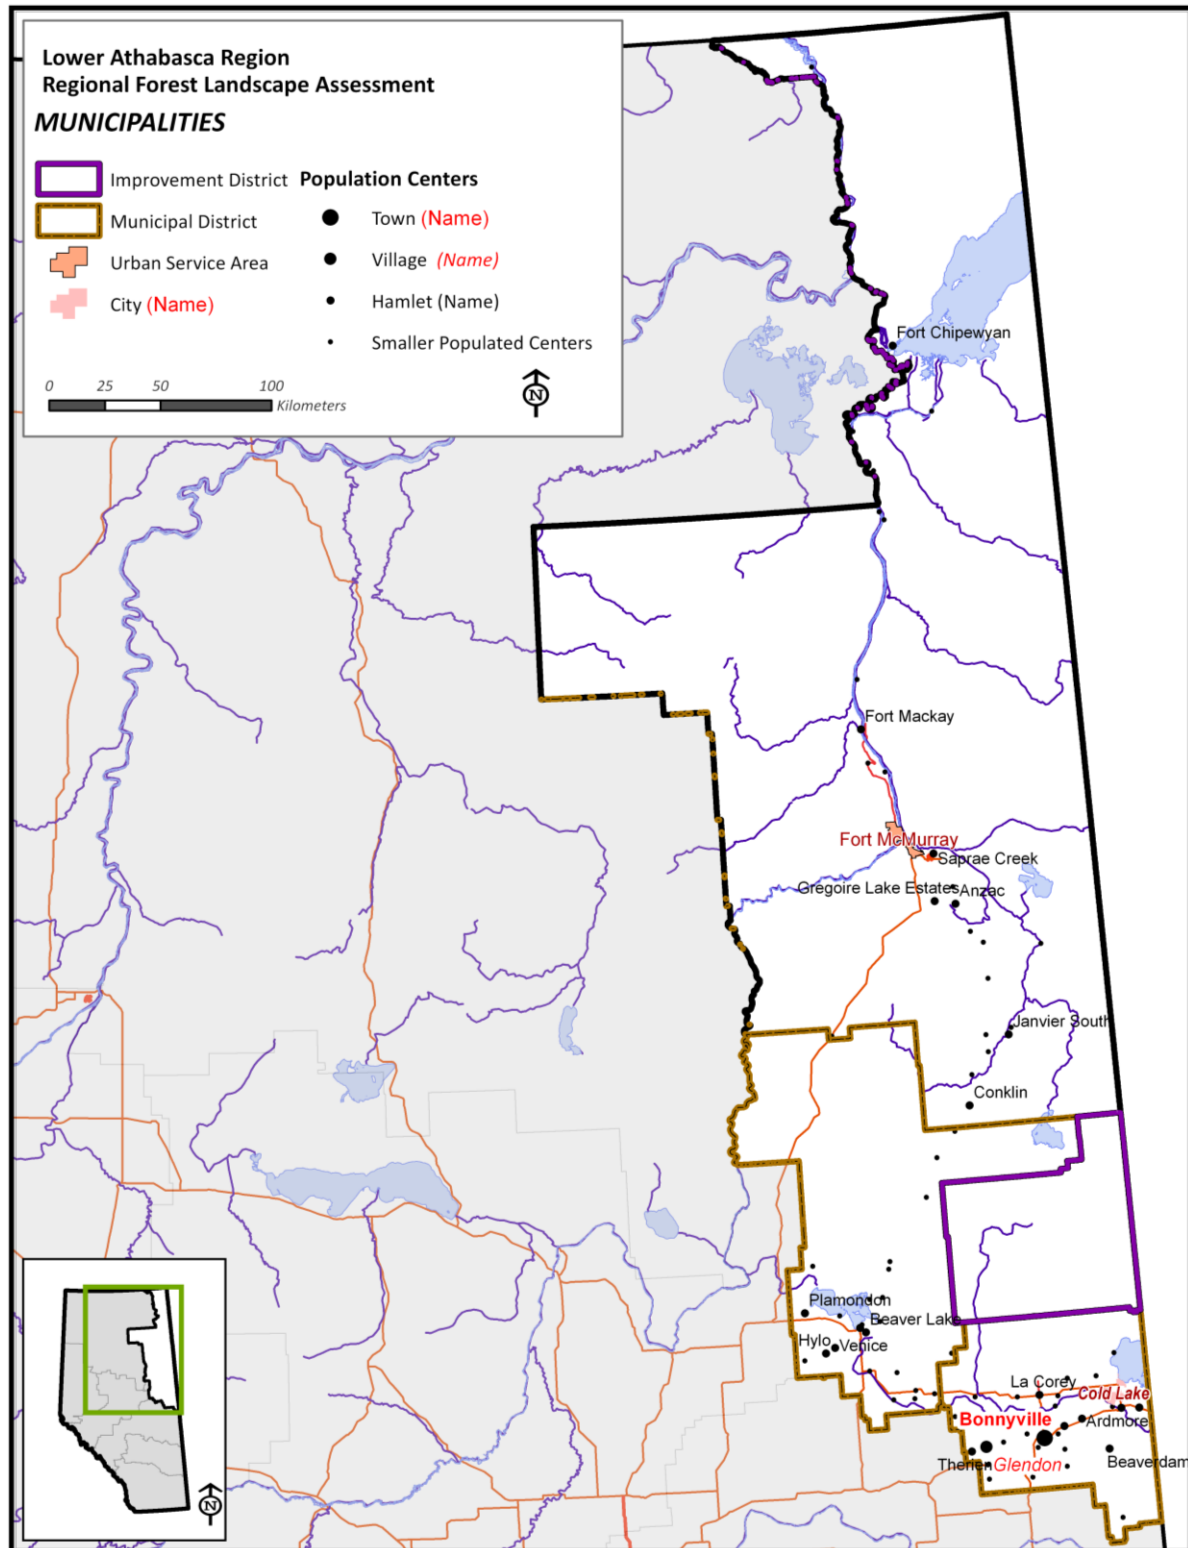 Lower Athabasca Region
Regional Forest Landscape Assessment
MUNICIPALITIES
Improvement District
Municipal District
Urban Service Area
City (Name)
Population Centers
Town (Name)
Village (Name)
Hamlet (Name)
Smaller Populated Centers
0 25 50 100
Kilometers
N
Fort Chipewyan
Fort Mackay
Fort McMurray
Saprae Creek
Gregoire Lake Estates
Anzac
Janvier South
Conklin
Plamondon
Beaver Lake
Hylo
Venice
La Corey
Cold Lake
Bonnyville
Ardmore
Therien
Glendon
Beaverdam
N